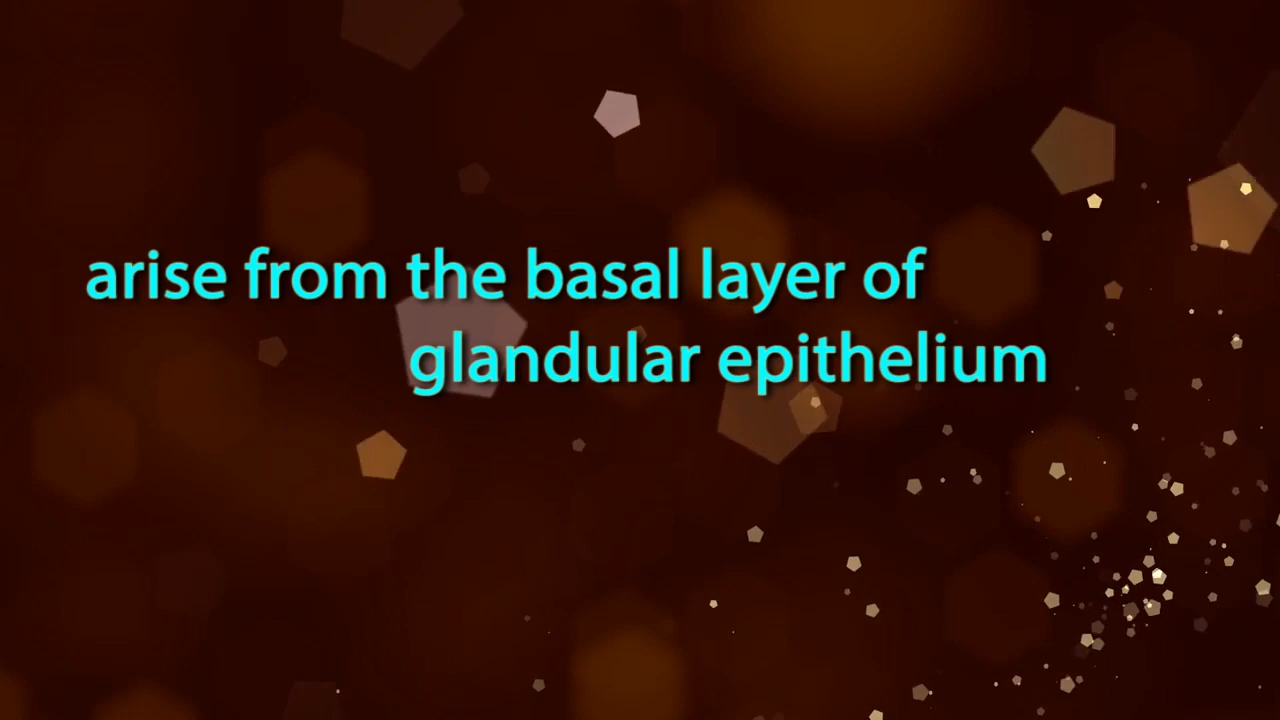 arise from the basal layer of
glandular epithelium